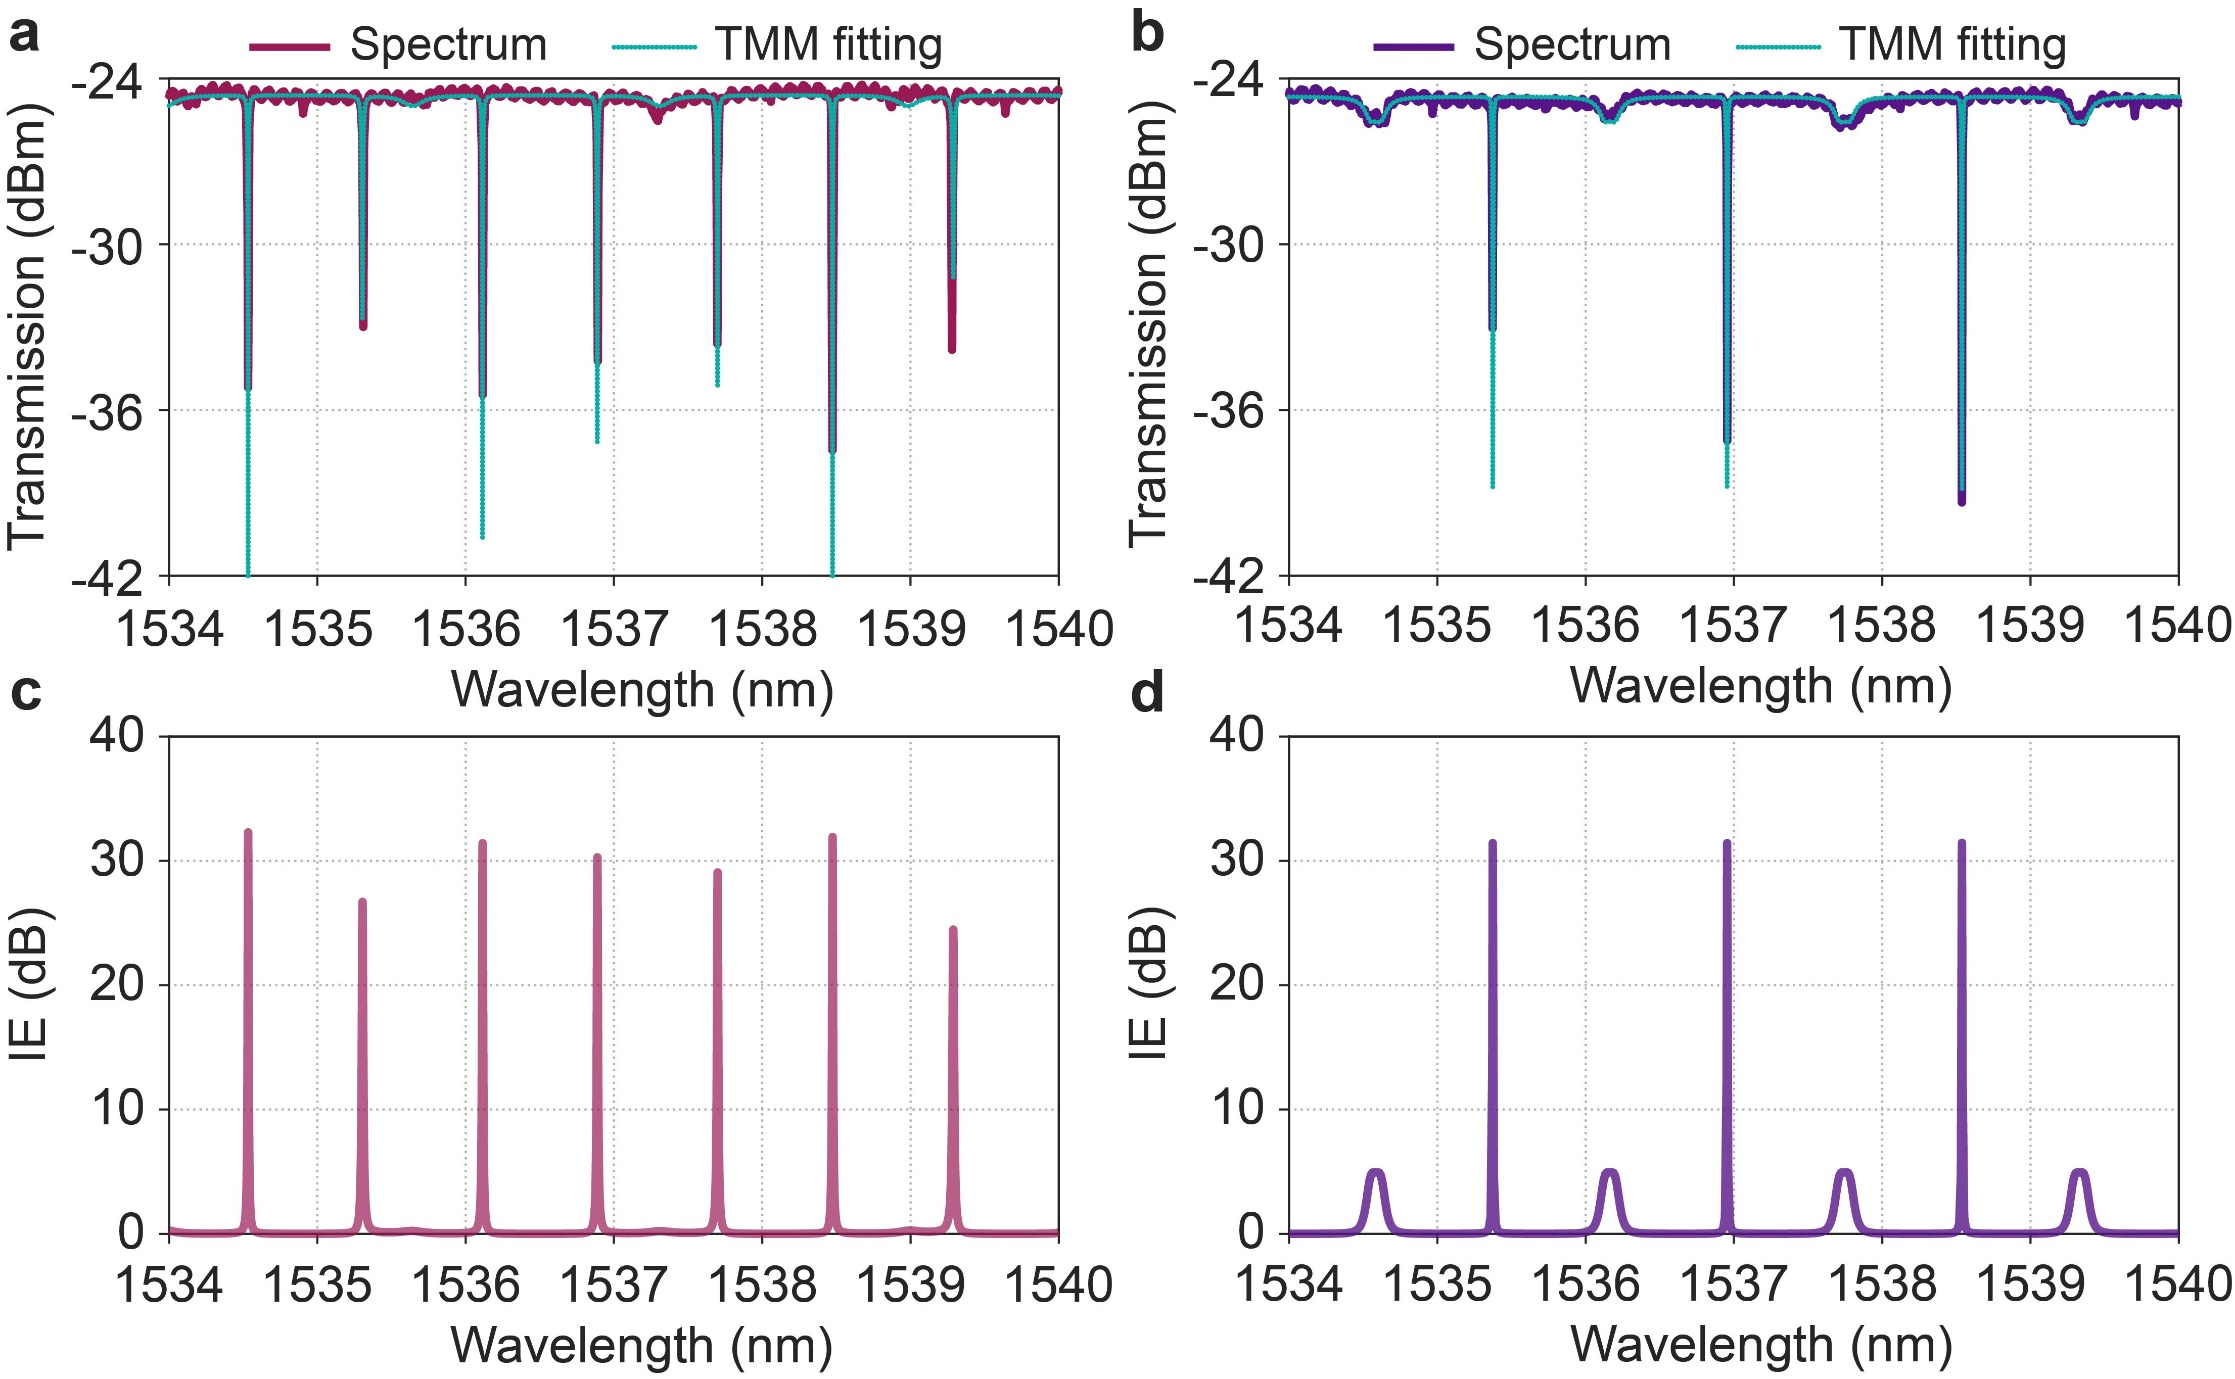 a
Spectrum
TMM fitting
-24
-30
-36
-42
Transmission (dBm)
1534 1535 1536 1537 1538 1539 1540
Wavelength (nm)
b
Spectrum
TMM fitting
-24
-30
-36
-42
Transmission (dBm)
1534 1535 1536 1537 1538 1539 1540
Wavelength (nm)
c
40
30
20
10
0
IE (dB)
1534 1535 1536 1537 1538 1539 1540
Wavelength (nm)
d
40
30
20
10
0
IE (dB)
1534 1535 1536 1537 1538 1539 1540
Wavelength (nm)